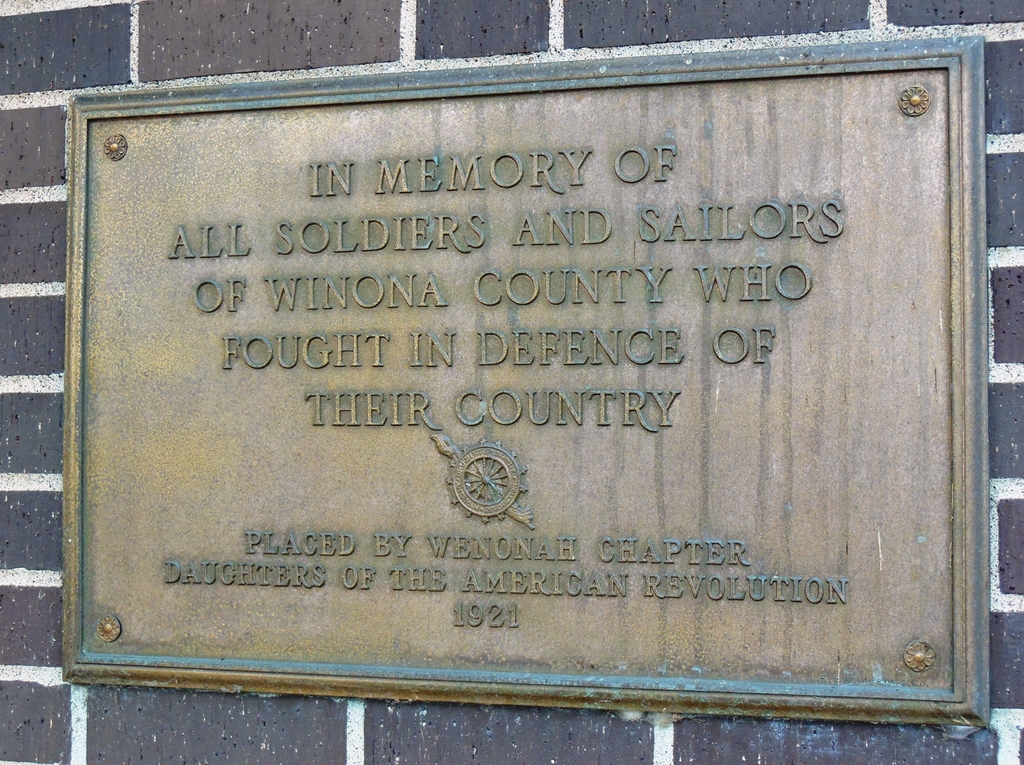 IN MEMORY OF
ALL SOLDIERS AND SAILORS
OF WINONA COUNTY WHO
FOUGHT IN DEFENCE OF
THEIR COUNTRY
PLACED BY WENONAH CHAPTER
DAUGHTERS OF THE AMERICAN REVOLUTION
1921